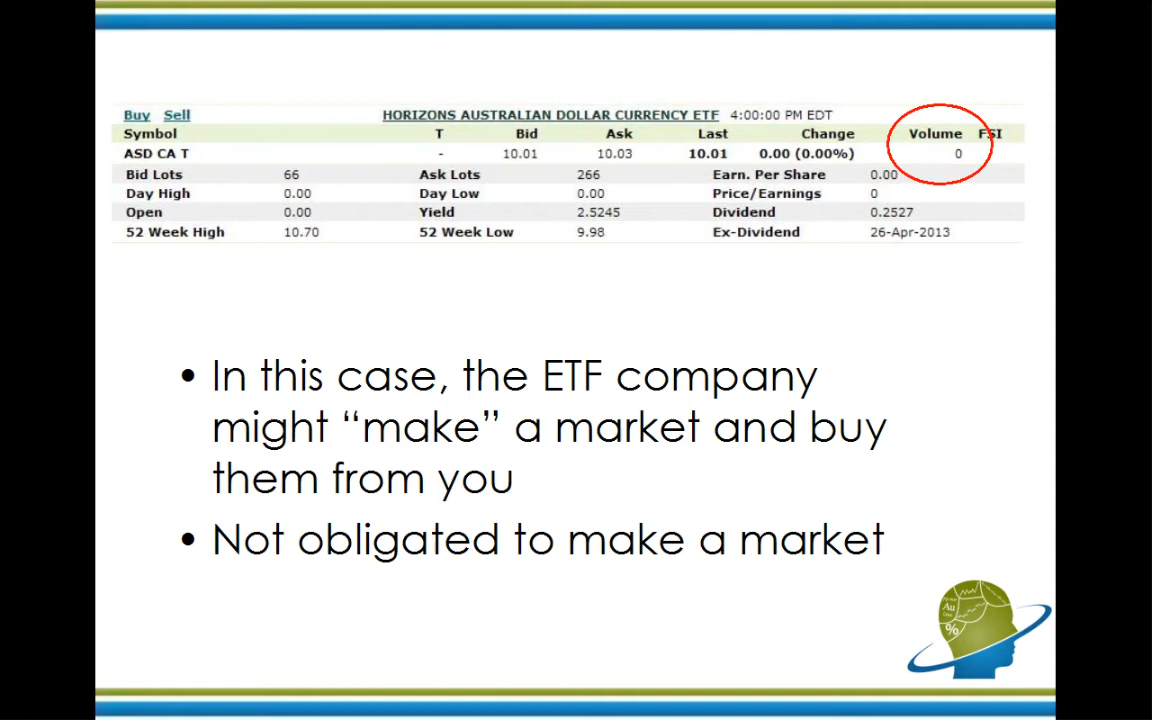 Buy Sell HORIZONS AUSTRALIAN DOLLAR CURRENCY ETF 4:00:00 PM EDT
Symbol T Bid Ask Last Change Volume FSI
ASD CA T - 10.01 10.03 10.01 0.00 (0.00%) 0
Bid Lots 66 Ask Lots 266 Earn. Per Share 0.00
Day High 0.00 Day Low 0.00 Price/Earnings 0
Open 0.00 Yield 2.5245 Dividend 0.2527
52 Week High 10.70 52 Week Low 9.98 Ex-Dividend 26-Apr-2013
• In this case, the ETF company
might “make” a market and buy
them from you
• Not obligated to make a market
Au
%